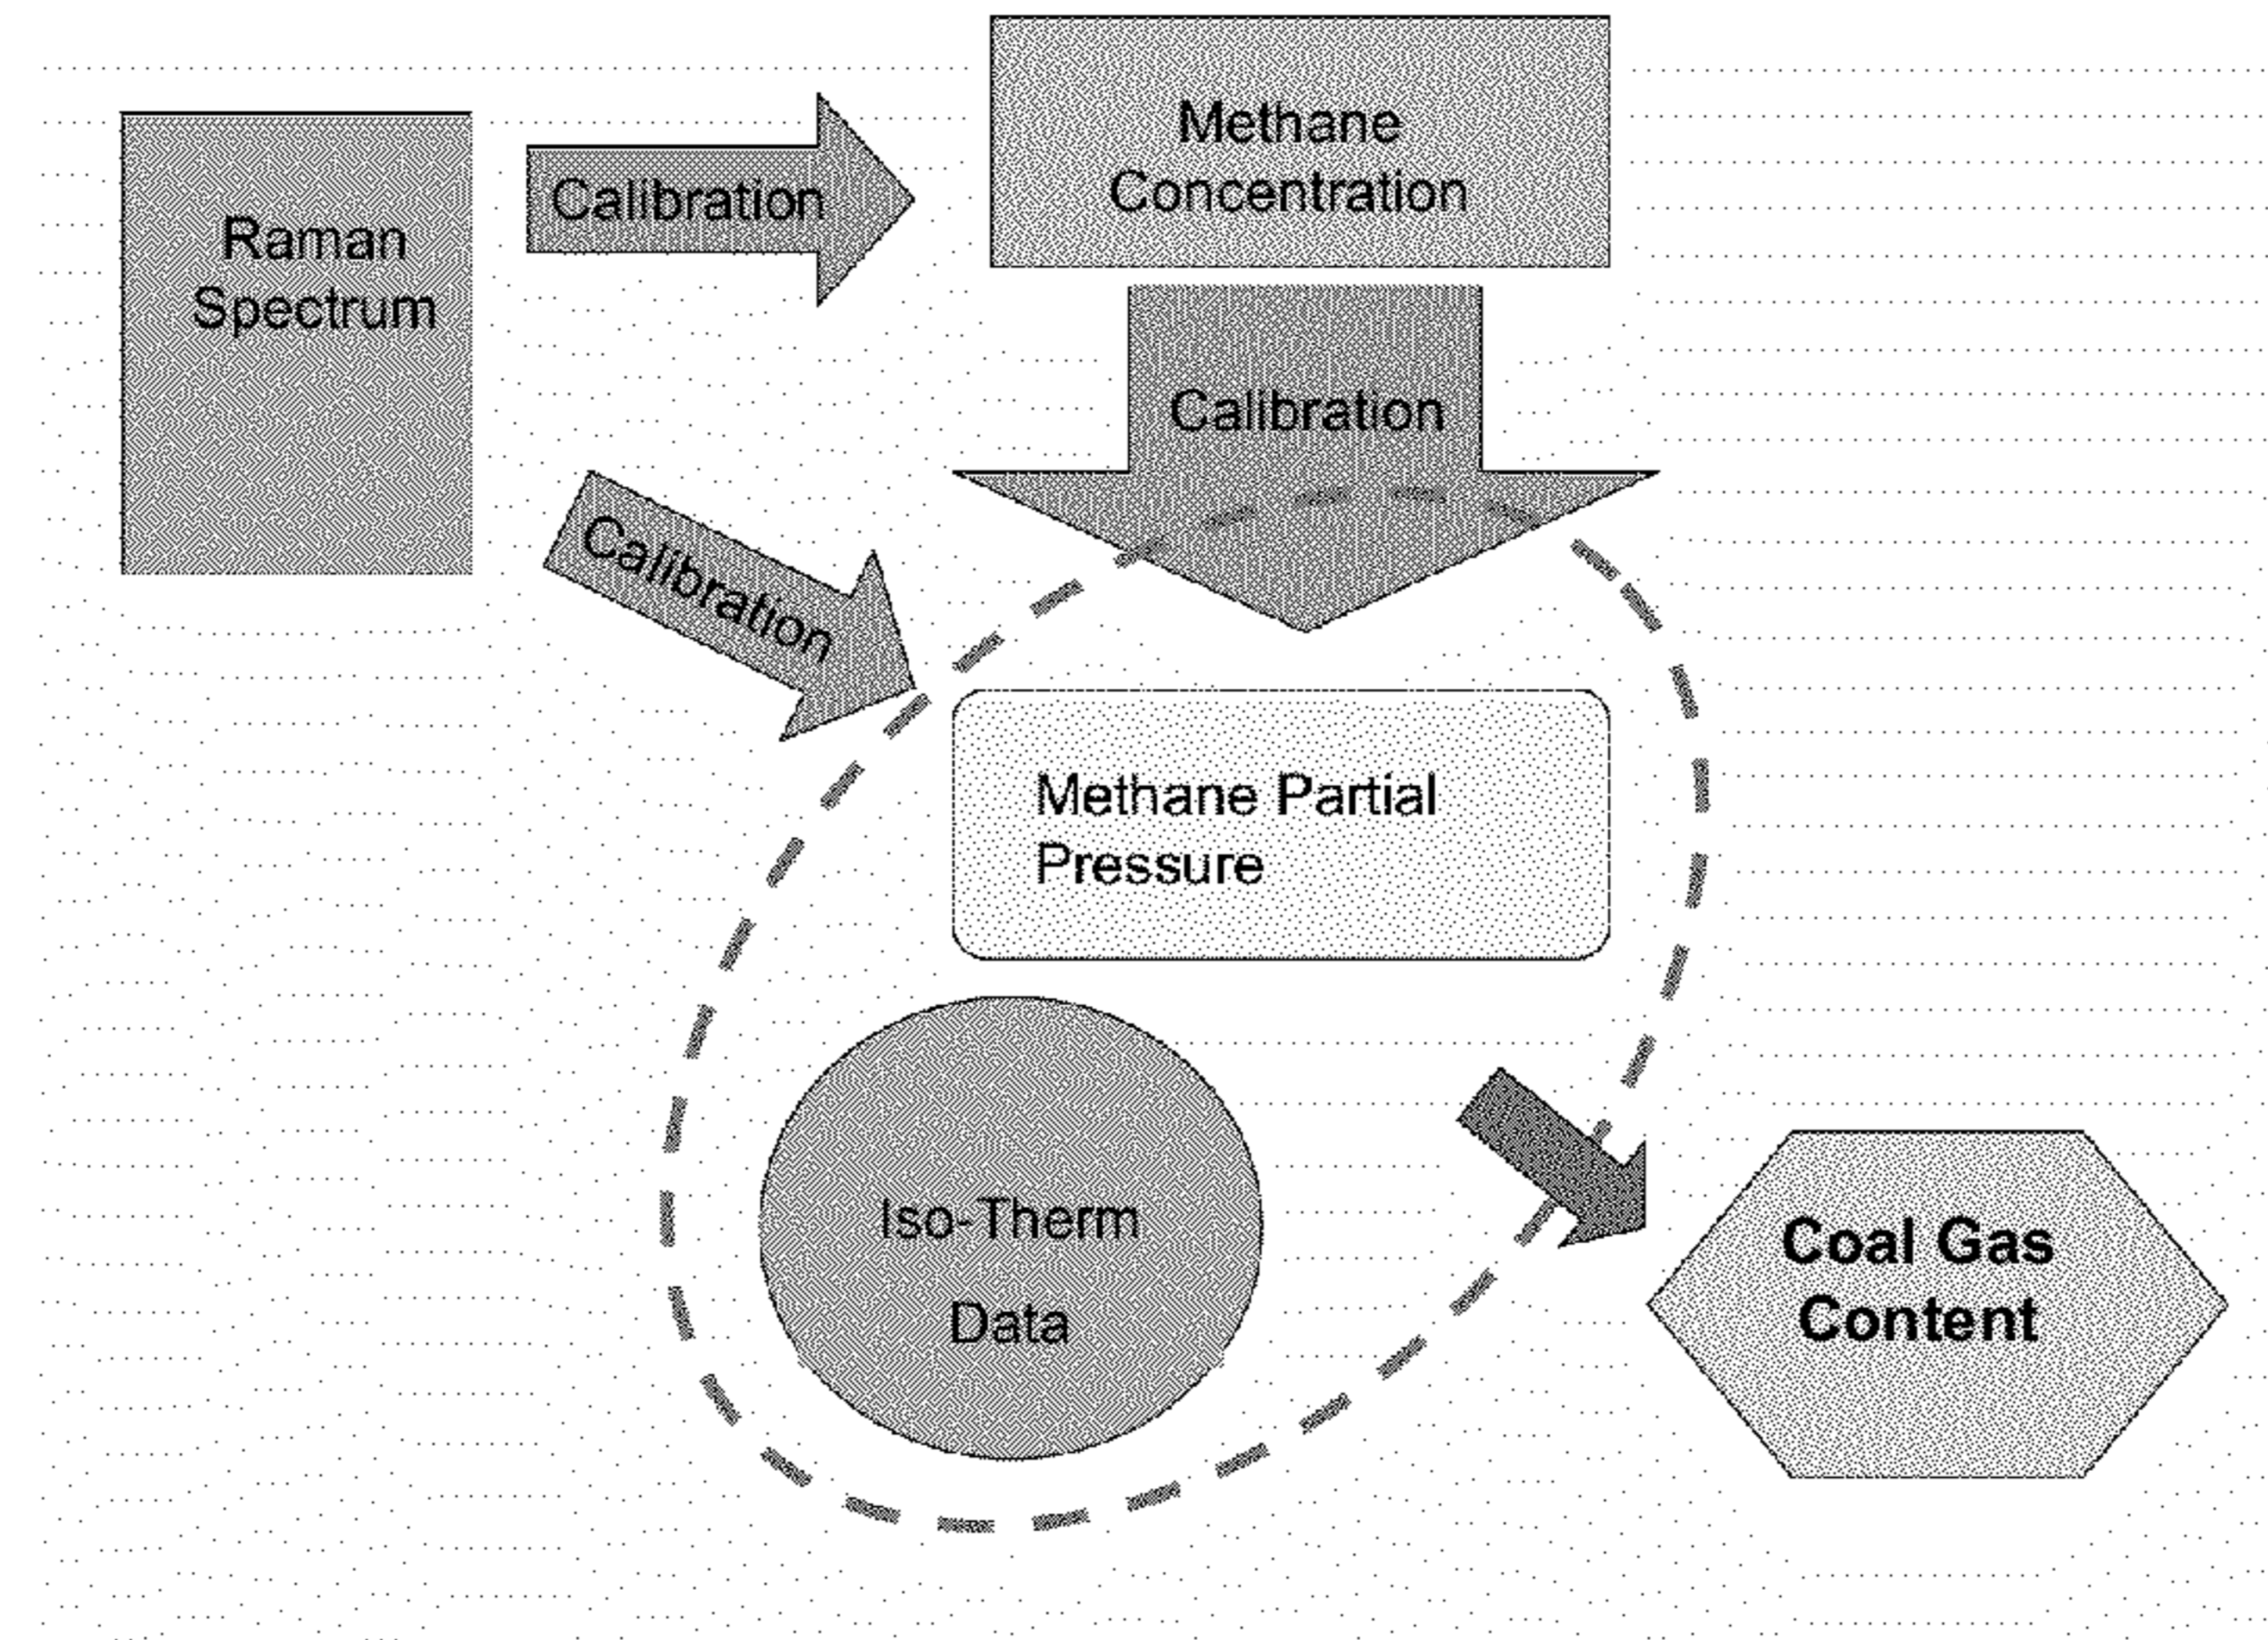 Raman
Spectrum
Calibration
Methane
Concentration
Calibration
Calibration
Methane Partial
Pressure
Iso-Therm
Data
Coal Gas
Content